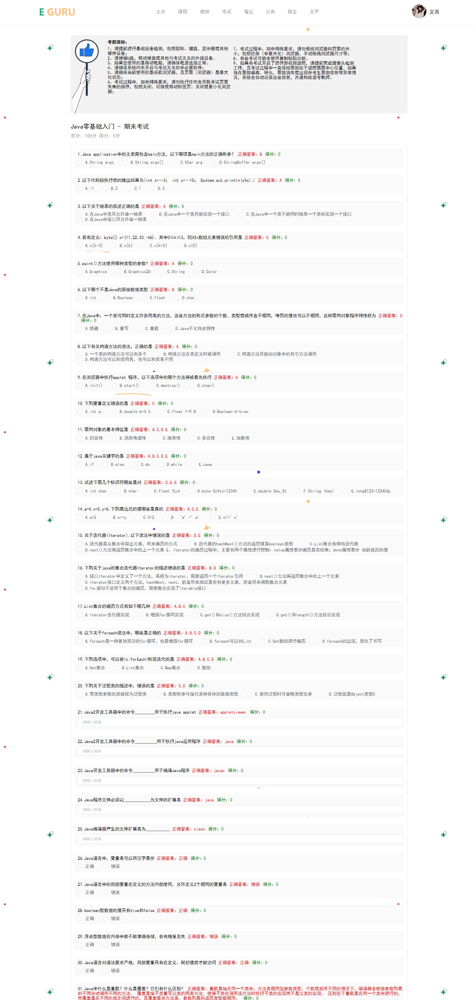 E GURU
主页 课程 教师 考试 笔记 公告 留言 关于
文西
考前须知：
1、请提前进行基础设备检测，包括鼠标、键盘、显示器或其他
硬件设备；
2、请拔掉U盘、移动硬盘或其他与考试无关的外接设备。
3、如果您使用的是移动电脑，请确保电源连接正常。
4、请确保系统内未开启与考试无关的非必要软件；
5、请确保当前使用的是谷歌浏览器，且页面（浏览器）是最大
化状态；
6、考试过程中，如非特殊要求，请勿执行任何会导致考试页面
失焦的操作，包括关闭、切换或移动标签页、关闭或最小化浏览
器；
7、考试过程中，如非特殊要求，请勿修改浏览器和页面的大
小，包括还原（非最大化）浏览器，手动拖拽浏览器尺寸等；
8、有些考试可能会禁用复制粘贴功能。
9、如果有考试开启了防作弊视频监控，请提前完成摄像头检测
工作，且考试过程中一直保持面部处于监控画面中心位置，如果
存在面部偏离、转头，面部消失或出现非考生面部信息等异常情
况，系统会自动记录这些信息，并通知给监考教师。
Java零基础入门 - 期末考试
总分：100分 得分：0分
1.Java application中的主类需包含main方法，以下哪项是main方法的正确形参？ 正确答案：B 得分：0
A.String args B.String args[] C.Char arg D.StringBuffer args[]
2.以下代码段执行后的输出结果为(int x=－3； int y=－10； System.out.println(y%x);) 正确答案：A 得分：0
A.-1 B.2 C.1 D.3
3.以下关于继承的叙述正确的是 正确答案：A 得分：0
A.在Java中类只允许单一继承 B.在Java中一个类只能实现一个接口 C.在Java中一个类不能同时继承一个类和实现一个接口
D.在Java中接口只允许单一继承
4.若有定义：byte[] x={11,22,33,-66}; 其中0≤k≤3，则对x数组元素错误的引用是 正确答案：C 得分：0
A.x[5-3] B.x[k] C.x[k+5] D.x[0]
5.paint()方法使用哪种类型的参数? 正确答案：A 得分：0
A.Graphics B.Graphics2D C.String D.Color
6.以下哪个不是Java的原始数据类型 正确答案：B 得分：0
A.int B.Boolean C.float D.char
7.在Java中，一个类可同时定义许多同名的方法，这些方法的形式参数的个数、类型或顺序各不相同，传回的值也可以不相同。这种面向对象程序特性称为 正确答案：C
得分：0
A.隐藏 B.重写 C.重载 D.Java不支持此特性
8.以下有关构造方法的说法，正确的是 正确答案：A 得分：0
A.一个类的构造方法可以有多个 B.构造方法在类定义时被调用 C.构造方法只能由对象中的其它方法调用
D.构造方法可以和类同名，也可以和类名不同
9.在浏览器中执行applet 程序，以下选项中的哪个方法将被最先执行 正确答案：A 得分：0
A.init() B.start() C.destroy() D.stop()
10.下列变量定义错误的是 正确答案：C 得分：0
A.int a; B.double b=4.5 C.float f=9.8 D.Boolean b=true;
11.面向对象的基本特征是 正确答案：A,C,D,E 得分：0
A.封装性 B.消息传递性 C.继承性 D.多态性 E.抽象性
12.属于java关键字的是 正确答案：A,B,C,D,E 得分：0
A.if B.else C.do D.while E.case
13.试述下面几个标识符哪些是对 正确答案：C,E,G 得分：0
A.int char B.char C.float fLut D.byte Cy%ty=12345 E.double Dou_St F.String (key) G.long$123=123456L
14.a=4,x=5,y=6,下列表达式的值哪些是真的 正确答案：A,C,E 得分：0
A.a<5 B.x==y C.4>2 D. ‘a’=’a’ E.x!=’x’
15.关于迭代器(Iterator),以下说法中错误的是 正确答案：D,E 得分：0
A.迭代器是从集合中取出元素，用来遍历的方式 B.迭代器的hashNext()方法的返回值是boolean类型 C.List集合有特有迭代器
D.next()方法将返回集合中的上一个元素 E、Iterator的遍历过程中，主要有两个属性进行控制：value属性表示遍历是否结束；done属性表示 当前成员的值
16.下列关于java的集合迭代器Iterator的描述错误的是 正确答案：B,D 得分：0
A.接口Iterator中定义了一个方法，名称为iterator，需要返回一个Iterator引用 B.next()方法将返回集合中的上一个元素
C.Iterator接口定义两个方法，hashNext、next。前者用来测试是否有更多元素，后者用来得到集合元素
D.for语句不适用于集合的遍历，即使集合实现了Iterable接口
17.List集合的遍历方式有如下哪几种 正确答案：A,B,C 得分：0
A.Iterator迭代器实现 B.增强for循环实现 C.get()和size()方法结合实现 D.get()和length()方法结合实现
18.以下关于foreach说法中，哪些是正确的 正确答案：A,B,C,D 得分：0
A.foreach是一种更加简洁的for循环，也是增强for循环 B.foreach可以对List C.Set数组进行遍历 D.foreach的出现，简化了书写
19.下列选项中，可以被<c:forEach>标签迭代的是 正确答案：A,B,C,D 得分：0
A.Set集合 B.List集合 C.Map集合 D.数组
20.下列关于泛型类的描述中，错误的是 正确答案：C,D 得分：0
A.带类型参数的类被称为泛型类 B.类型形参可指代某种具体的数据类型 C.使用泛型时可省略类型实参 D.泛型就是Object类型C
21.Java2开发工具箱中的命令_________用于执行java applet 正确答案：appletviewer 得分：0
请输入答案
22.Java2开发工具箱中的命令__________用于执行java应用程序 正确答案：java 得分：0
请输入答案
23.Java开发工具箱中的命令__________用于编译Java程序 正确答案：javac 得分：0
请输入答案
24.Java程序文件必须以____________为文件的扩展名 正确答案：java 得分：0
请输入答案
25.Java编译器产生的文件扩展名为___________ 正确答案：class 得分：0
请输入答案
26.Java语言中，变量名可以用汉字表示 正确答案：正确 得分：0
正确 错误
27.Java语言中的局部变量在定义的方法内部使用，允许定义2个相同的变量名 正确答案：错误 得分：0
正确 错误
28.boolean型数据的值只有true和false 正确答案：正确 得分：0
正确 错误
29.浮点型数据在内存中都不能准确存储，会有精度丢失 正确答案：错误 得分：0
正确 错误
30.Java语言对语法要求严格，局部变量只有在定义、赋初值后才能访问 正确答案：正确 得分：0
正确 错误
31.Java中什么是重载？什么是覆盖？它们有什么区别？ 正确答案：重载是指在同一个类中，方法名相同但参数类型、个数或顺序不同的情况下，编译器会根据参数列表
的不同自动调用不同的方法。 覆盖是指子类重写父类的同名方法，使得子类在调用该方法时执行子类的实现而不是父类的实现。 区别在于重载是在同一个类中进行的，
而覆盖是在不同的类之间进行的，且覆盖要求方法名、参数列表和返回类型都相同。 得分：0